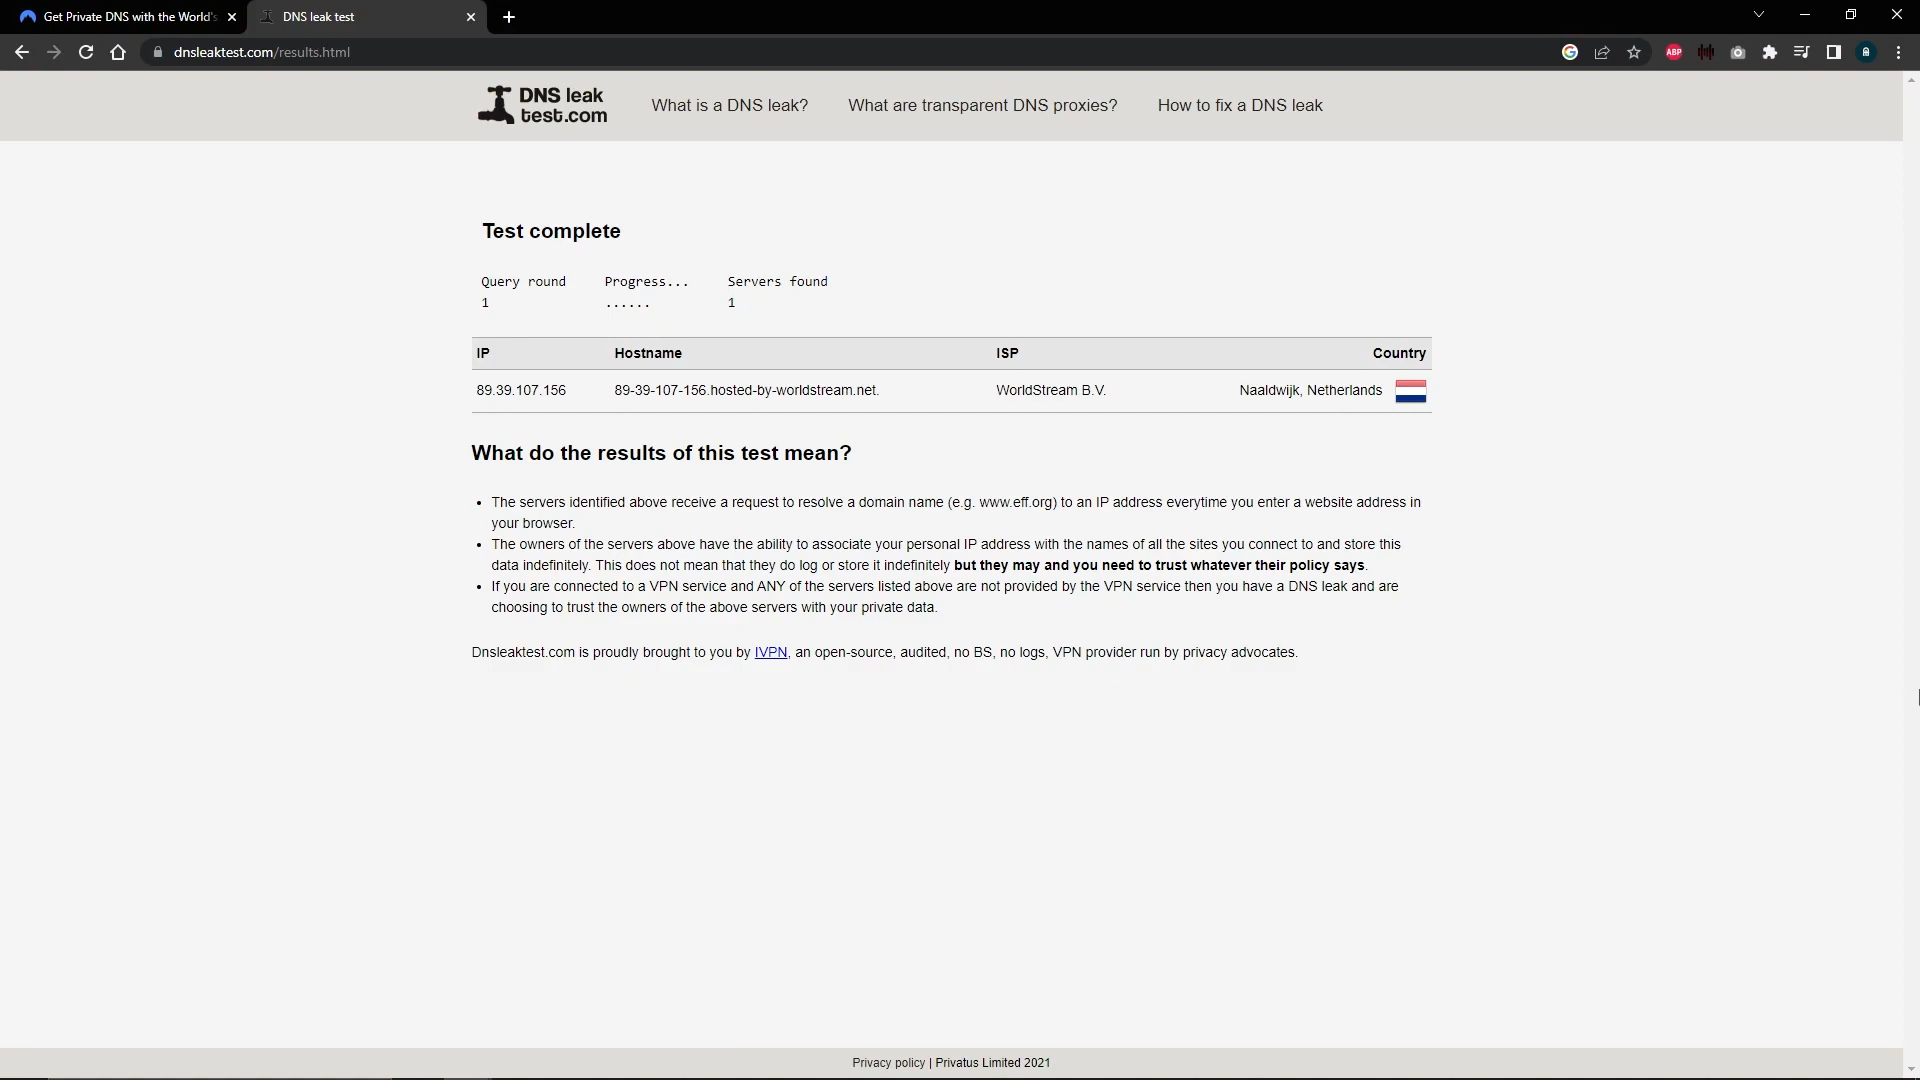 Get Private DNS with the World's
DNS leak test
dnsleaktest.com/results.html
ABP
DNS leak
test.com
What is a DNS leak?
What are transparent DNS proxies?
How to fix a DNS leak
Test complete
Query round Progress... Servers found
1 ...... 1
IP Hostname ISP Country
89.39.107.156 89-39-107-156.hosted-by-worldstream.net. WorldStream B.V. Naaldwijk, Netherlands
What do the results of this test mean?
• The servers identified above receive a request to resolve a domain name (e.g. www.eff.org) to an IP address everytime you enter a website address in
your browser.
• The owners of the servers above have the ability to associate your personal IP address with the names of all the sites you connect to and store this
data indefinitely. This does not mean that they do log or store it indefinitely but they may and you need to trust whatever their policy says.
• If you are connected to a VPN service and ANY of the servers listed above are not provided by the VPN service then you have a DNS leak and are
choosing to trust the owners of the above servers with your private data.
Dnsleaktest.com is proudly brought to you by IVPN, an open-source, audited, no BS, no logs, VPN provider run by privacy advocates.
Privacy policy | Privatus Limited 2021